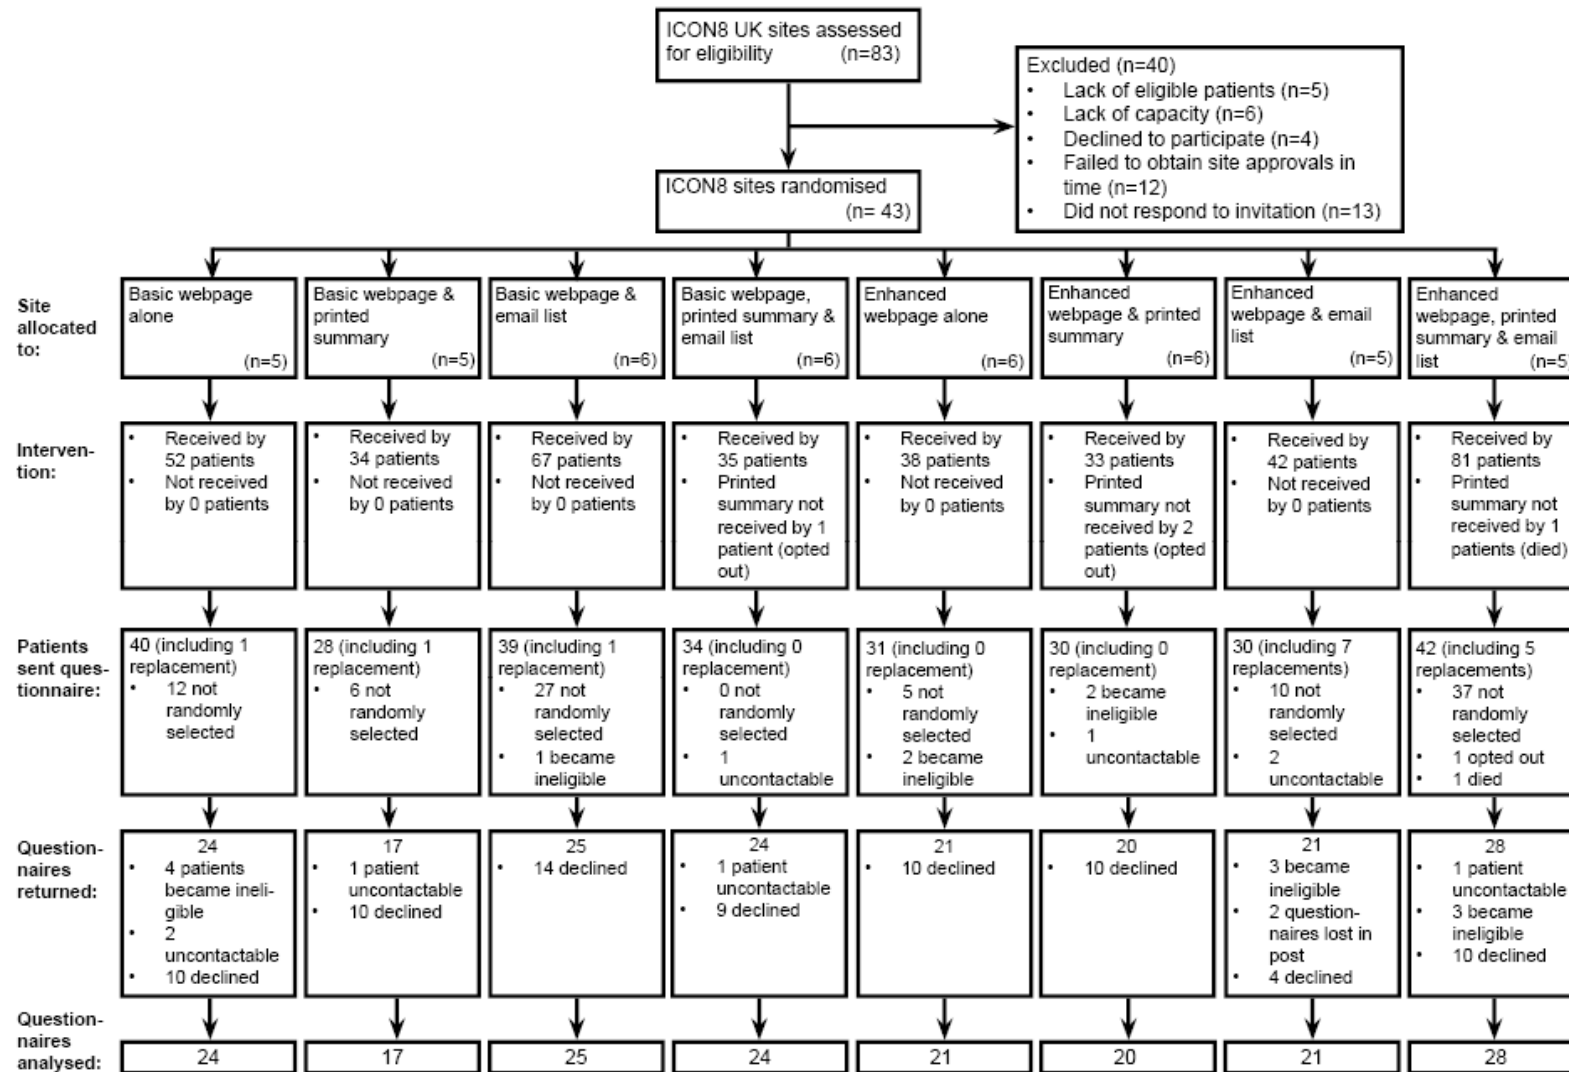 ICON8 UK sites assessed
for eligibility (n=83)
Excluded (n=40)
• Lack of eligible patients (n=5)
• Lack of capacity (n=6)
• Declined to participate (n=4)
• Failed to obtain site approvals in
time (n=12)
• Did not respond to invitation (n=13)
ICON8 sites randomised
(n= 43)
Site
allocated
to:
Basic webpage
alone
(n=5)
Basic webpage &
printed
summary
(n=5)
Basic webpage &
email list
(n=6)
Basic webpage,
printed summary &
email list
(n=6)
Enhanced
webpage alone
(n=6)
Enhanced
webpage & printed
summary
(n=6)
Enhanced
webpage & email
list
(n=5)
Enhanced
webpage, printed
summary & email
list (n=5)
Interven-
tion:
• Received by
52 patients
• Not received
by 0 patients
• Received by
34 patients
• Not received
by 0 patients
• Received by
67 patients
• Not received
by 0 patients
• Received by
35 patients
• Printed
summary not
received by 1
patient (opted
out)
• Received by
38 patients
• Not received
by 0 patients
• Received by
33 patients
• Printed
summary not
received by 2
patients (opted
out)
• Received by
42 patients
• Not received
by 0 patients
• Received by
81 patients
• Printed
summary not
received by 1
patients (died)
Patients
sent ques-
tionnaire:
40 (including 1
replacement)
• 12 not
randomly
selected
28 (including 1
replacement)
• 6 not
randomly
selected
39 (including 1
replacement)
• 27 not
randomly
selected
• 1 became
ineligible
34 (including 0
replacement)
• 0 not
randomly
selected
• 1
uncontactable
31 (including 0
replacement)
• 5 not
randomly
selected
• 2 became
ineligible
30 (including 0
replacement)
• 2 became
ineligible
• 1
uncontactable
30 (including 7
replacements)
• 10 not
randomly
selected
• 2
uncontactable
42 (including 5
replacements)
• 37 not
randomly
selected
• 1 opted out
• 1 died
Question-
naires
returned:
24
• 4 patients
became ineli-
gible
• 2
uncontactable
• 10 declined
17
• 1 patient
uncontactable
• 10 declined
25
• 14 declined
24
• 1 patient
uncontactable
• 9 declined
21
• 10 declined
20
• 10 declined
21
• 3 became
ineligible
• 2 question-
naires lost in
post
• 4 declined
28
• 1 patient
uncontactable
• 3 became
ineligible
• 10 declined
Question-
naires
analysed:
24
17
25
24
21
20
21
28